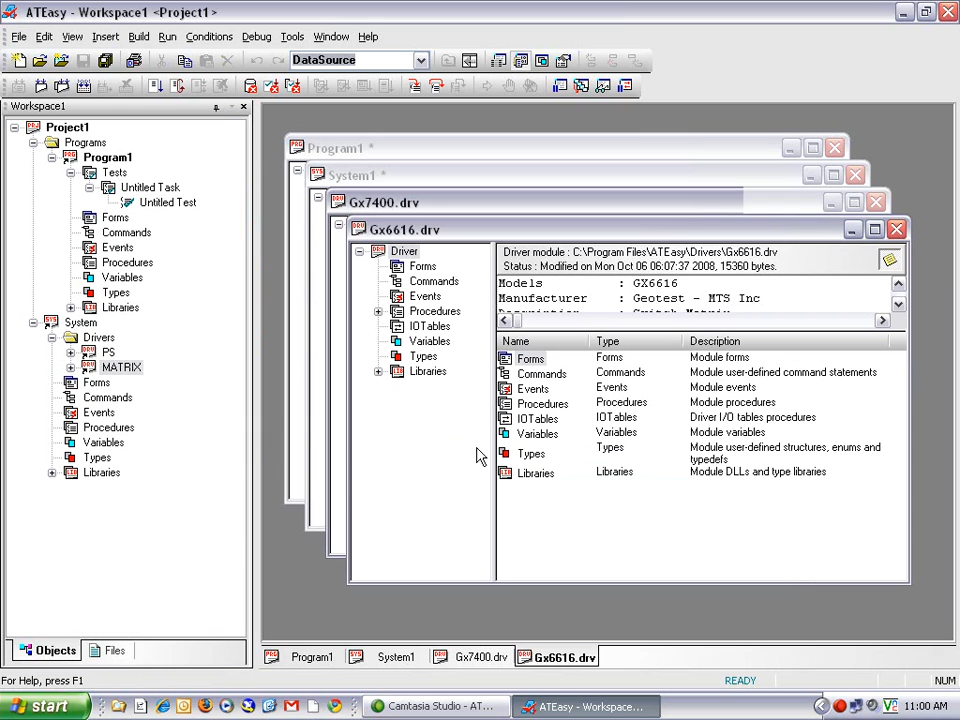 ATEasy - Workspace1 <Project1>
File Edit View Insert Build Run Conditions Debug Tools Window Help
DataSource
Workspace1
Project1
Programs
Program1
Tests
Untitled Task
Untitled Test
Forms
Commands
Events
Procedures
Variables
Types
Libraries
System
Drivers
PS
MATRIX
Forms
Commands
Events
Procedures
Variables
Types
Libraries
Objects Files
Program1 *
System1 *
Gx7400.drv
Gx6616.drv
Driver
Forms
Commands
Events
Procedures
IOTables
Variables
Types
Libraries
Driver module : C:\Program Files\ATEasy\Drivers\Gx6616.drv
Status : Modified on Mon Oct 06 06:07:37 2008, 15360 bytes.
Models : GX6616
Manufacturer : Geotest - MTS Inc
Description : Switch Matrix
Name Type Description
Forms Forms Module forms
Commands Commands Module user-defined command statements
Events Events Module events
Procedures Procedures Module procedures
IOTables IOTables Driver I/O tables procedures
Variables Variables Module variables
Types Types Module user-defined structures, enums and
typedefs
Libraries Libraries Module DLLs and type libraries
Program1 System1 Gx7400.drv Gx6616.drv
For Help, press F1 READY NUM
start Camtasia Studio - AT... ATEasy - Workspace... 11:00 AM